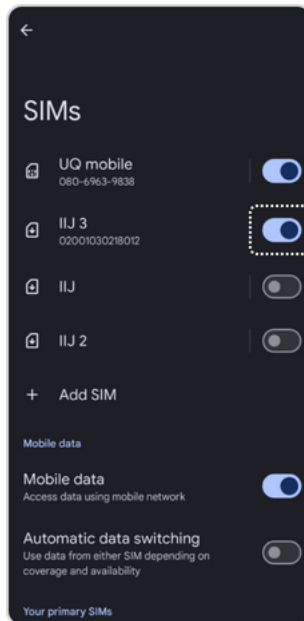 SIMs
UQ mobile
080-6963-9838
IIJ 3
02001030218012
IIJ
IIJ 2
+ Add SIM
Mobile data
Mobile data
Access data using mobile network
Automatic data switching
Use data from either SIM depending on
coverage and availability
Your primary SIMs